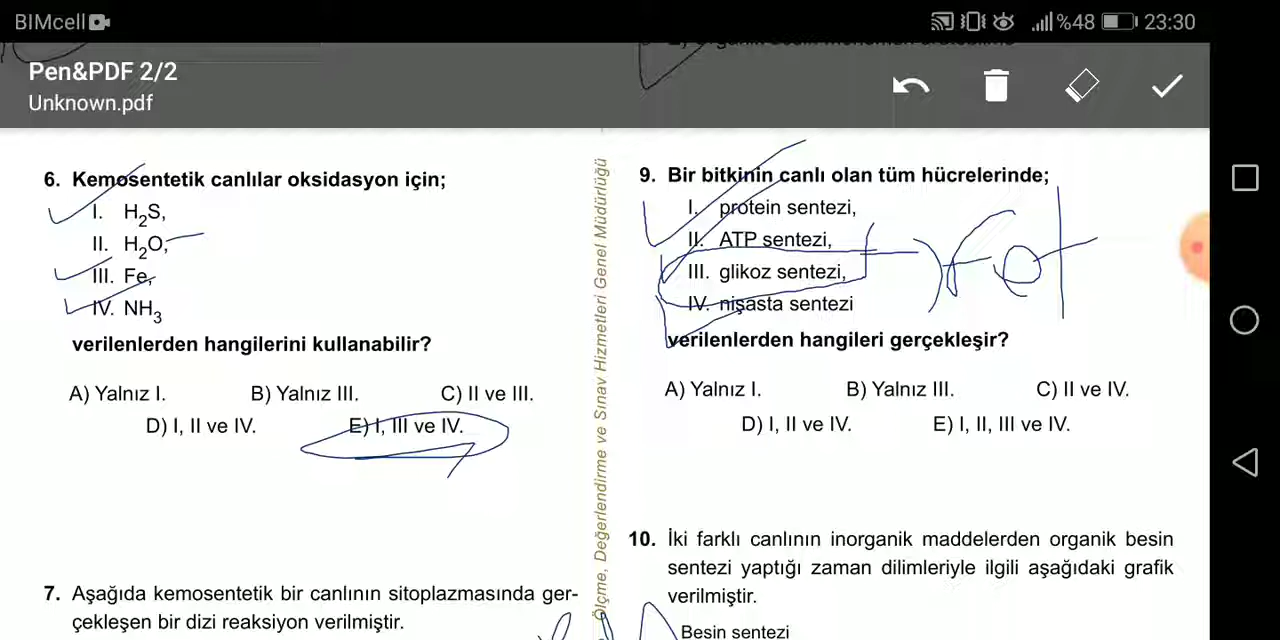 BIMcell
%48 23:30
Pen&PDF 2/2
Unknown.pdf
6. Kemosentetik canlılar oksidasyon için;
I. H₂S,
II. H₂O,
III. Fe,
IV. NH₃
verilenlerden hangilerini kullanabilir?
A) Yalnız I. B) Yalnız III. C) II ve III.
D) I, II ve IV. E) I, III ve IV.
7. Aşağıda kemosentetik bir canlının sitoplazmasında ger-
çekleşen bir dizi reaksiyon verilmiştir.
Ölçme, Değerlendirme ve Sınav Hizmetleri Genel Müdürlüğü
9. Bir bitkinin canlı olan tüm hücrelerinde;
I. protein sentezi,
II. ATP sentezi,
III. glikoz sentezi,
IV. nişasta sentezi
verilenlerden hangileri gerçekleşir?
A) Yalnız I. B) Yalnız III. C) II ve IV.
D) I, II ve IV. E) I, II, III ve IV.
10. İki farklı canlının inorganik maddelerden organik besin
sentezi yaptığı zaman dilimleriyle ilgili aşağıdaki grafik
verilmiştir.
Besin sentezi